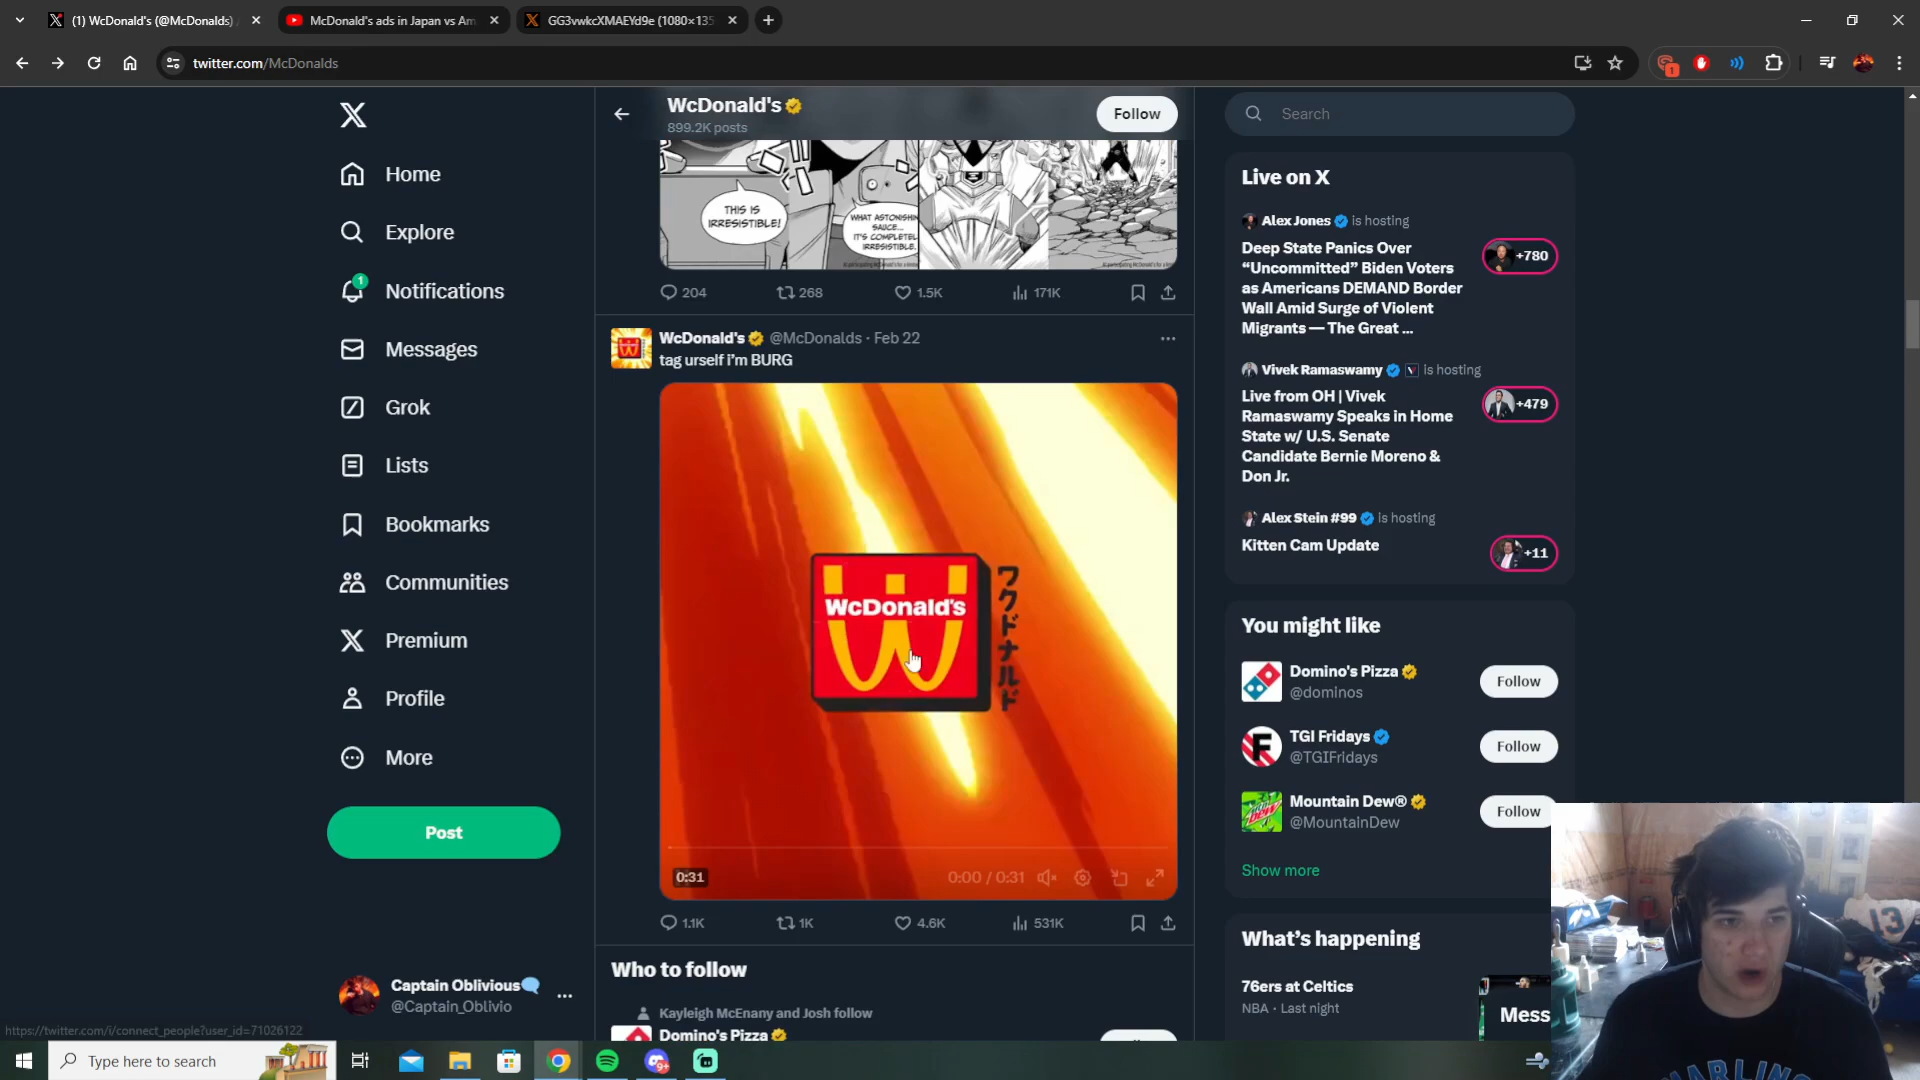 (1) WcDonald's (@McDonalds)
McDonald's ads in Japan vs Am
GG3vwkcXMAEYd9e (1080×135
twitter.com/McDonalds
1
WcDonald's
899.2K posts
Follow
Search
Home
Explore
1
Notifications
Messages
Grok
Lists
Bookmarks
Communities
Premium
Profile
More
Post
Captain Oblivious
@Captain_Oblivio
THIS IS
IRRESISTIBLE!
WHAT ASTONISHIN
SAUCE...
IT'S COMPLETEL
IRRESISTIBLE.
204
268
1.5K
171K
WcDonald's @McDonalds · Feb 22
tag urself i'm BURG
WcDonald's
ワクドナルド
0:31
0:00 / 0:31
1.1K
1K
4.6K
531K
Who to follow
Kayleigh McEnany and Josh follow
Domino's Pizza
Live on X
Alex Jones is hosting
Deep State Panics Over
“Uncommitted” Biden Voters
as Americans DEMAND Border
Wall Amid Surge of Violent
Migrants — The Great ...
+780
Vivek Ramaswamy is hosting
Live from OH | Vivek
Ramaswamy Speaks in Home
State w/ U.S. Senate
Candidate Bernie Moreno &
Don Jr.
+479
Alex Stein #99 is hosting
Kitten Cam Update
+11
You might like
Domino's Pizza
@dominos
Follow
TGI Fridays
@TGIFridays
Follow
Mountain Dew®
@MountainDew
Follow
Show more
What's happening
76ers at Celtics
NBA · Last night
Mess
13
https://twitter.com/i/connect_people?user_id=71026122
Type here to search
9+